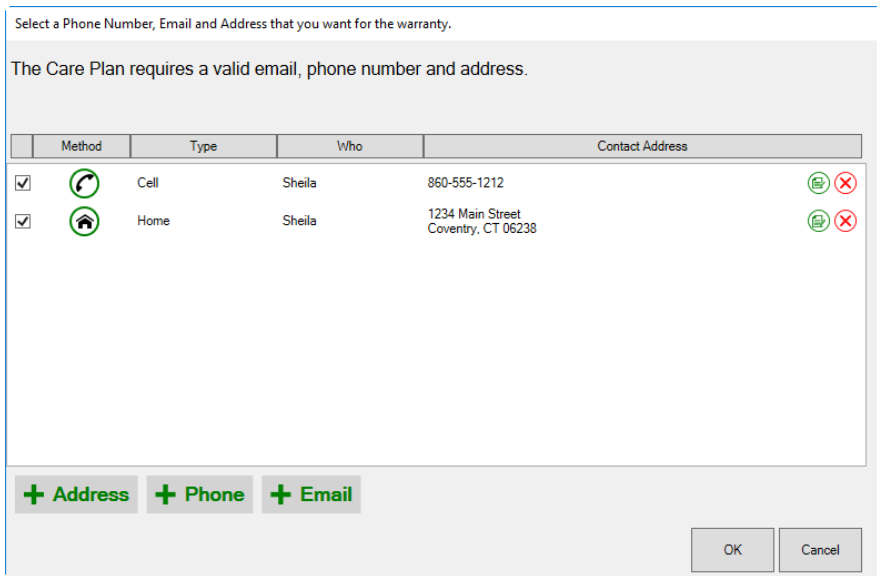 Select a Phone Number, Email and Address that you want for the warranty.
The Care Plan requires a valid email, phone number and address.
Method Type Who Contact Address
Cell Sheila 860-555-1212
Home Sheila 1234 Main Street
Coventry, CT 06238
+ Address + Phone + Email
OK Cancel